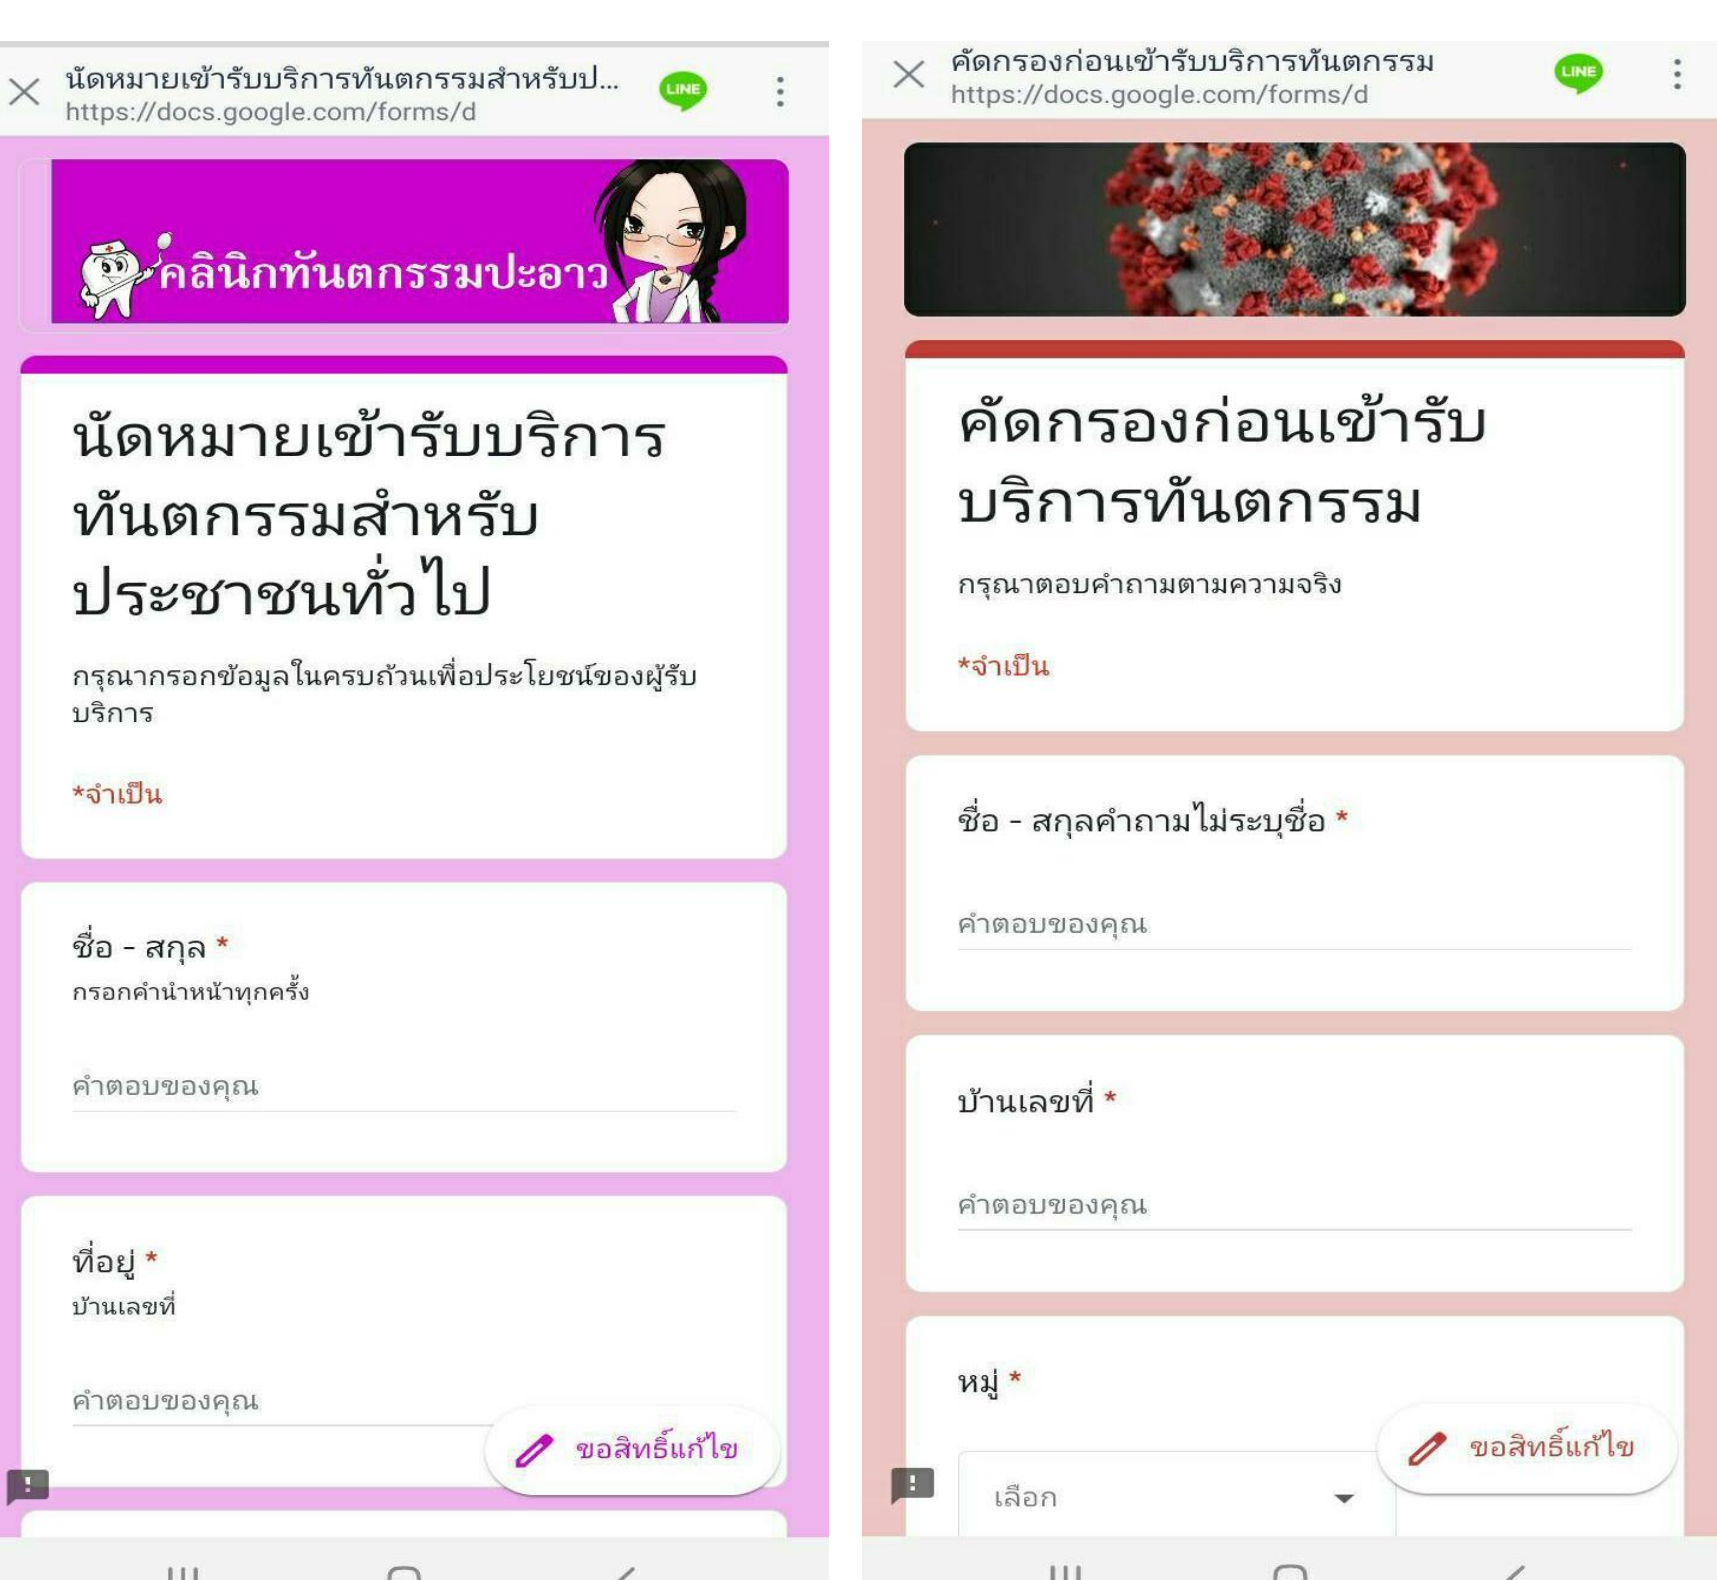 นัดหมายเข้ารับบริการทันตกรรมสำหรับป...
https://docs.google.com/forms/d
LINE
คลินิกทันตกรรมปะอาว
นัดหมายเข้ารับบริการ
ทันตกรรมสำหรับ
ประชาชนทั่วไป
กรุณากรอกข้อมูลในครบถ้วนเพื่อประโยชน์ของผู้รับ
บริการ
*จำเป็น
ชื่อ - สกุล *
กรอกคำนำหน้าทุกครั้ง
คำตอบของคุณ
ที่อยู่ *
บ้านเลขที่
คำตอบของคุณ
ขอสิทธิ์แก้ไข
คัดกรองก่อนเข้ารับบริการทันตกรรม
https://docs.google.com/forms/d
LINE
คัดกรองก่อนเข้ารับ
บริการทันตกรรม
กรุณาตอบคำถามตามความจริง
*จำเป็น
ชื่อ - สกุลคำถามไม่ระบุชื่อ *
คำตอบของคุณ
บ้านเลขที่ *
คำตอบของคุณ
หมู่ *
เลือก
ขอสิทธิ์แก้ไข